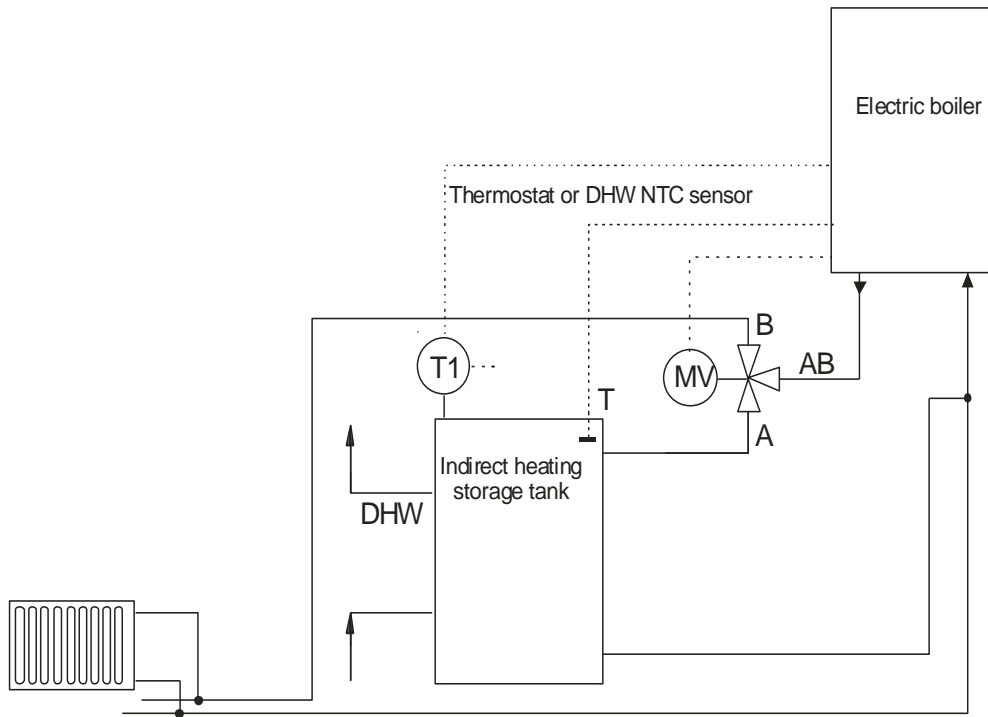 Electric boiler
Thermostat or DHW NTC sensor
B
T1
MV
AB
T
A
Indirect heating
storage tank
DHW